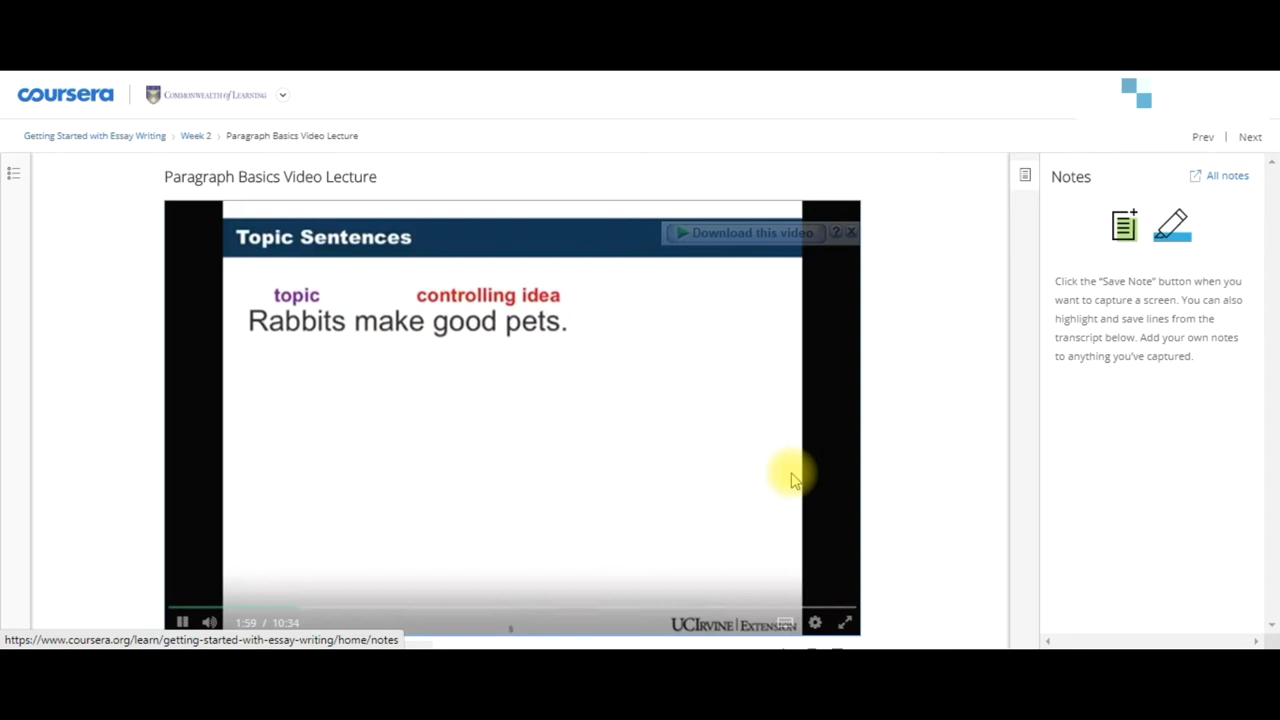 coursera
COMMONWEALTH of LEARNING
Getting Started with Essay Writing > Week 2 > Paragraph Basics Video Lecture
Prev | Next
Paragraph Basics Video Lecture
Notes
All notes
Topic Sentences
Download this video ? X
topic controlling idea
Rabbits make good pets.
Click the “Save Note” button when you
want to capture a screen. You can also
highlight and save lines from the
transcript below. Add your own notes
to anything you’ve captured.
1:59 / 10:34
UCIRVINE | EXTENSION
https://www.coursera.org/learn/getting-started-with-essay-writing/home/notes